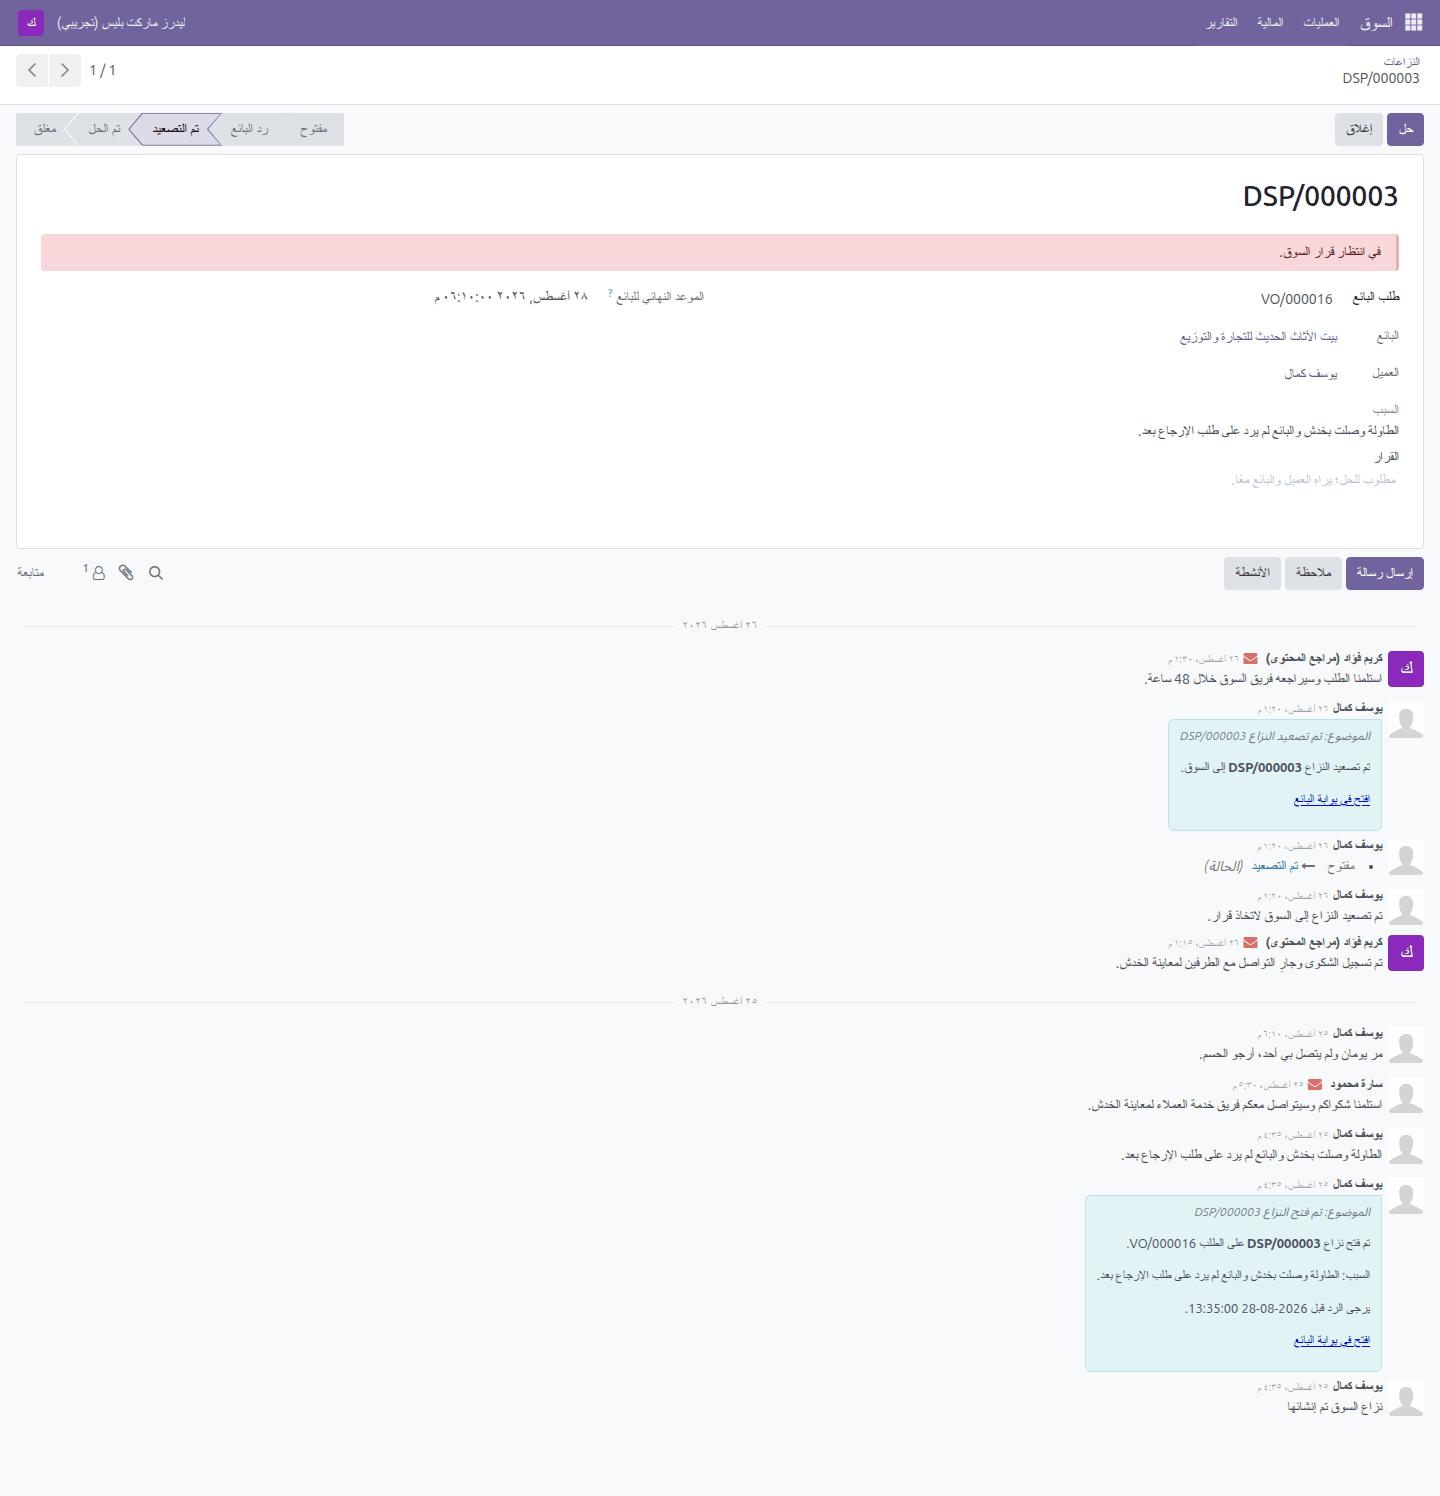 السوق
العمليات
المالية
التقارير
ليدرز ماركت بليس (تجريبي)
ك
النزاعات
DSP/000003
1 / 1
حل
إغلاق
مفتوح
رد البائع
تم التصعيد
تم الحل
مغلق
DSP/000003
في انتظار قرار السوق.
طلب البائع
VO/000016
الموعد النهائي للبائع ?
٢٨ أغسطس, ٢٠٢٦ ٠٦:١٠:٠٠ م
البائع
بيت الأثاث الحديث للتجارة والتوزيع
العميل
يوسف كمال
السبب
الطاولة وصلت بخدش والبائع لم يرد على طلب الإرجاع بعد.
القرار
مطلوب للحل؛ يراه العميل والبائع معًا.
إرسال رسالة
ملاحظة
الأنشطة
1
متابعة
٢٦ أغسطس ٢٠٢٦
ك
كريم فؤاد (مراجع المحتوى) ٢٦ أغسطس، ١:٣٠ م
استلمنا الطلب وسيراجعه فريق السوق خلال 48 ساعة.
يوسف كمال ٢٦ أغسطس، ١:٢٠ م
الموضوع: تم تصعيد النزاع DSP/000003
تم تصعيد النزاع DSP/000003 إلى السوق.
افتح في بوابة البائع
يوسف كمال ٢٦ أغسطس، ١:٢٠ م
مفتوح ← تم التصعيد (الحالة)
يوسف كمال ٢٦ أغسطس، ١:٢٠ م
تم تصعيد النزاع إلى السوق لاتخاذ قرار.
ك
كريم فؤاد (مراجع المحتوى) ٢٦ أغسطس، ١:١٥ م
تم تسجيل الشكوى وجارٍ التواصل مع الطرفين لمعاينة الخدش.
٢٥ أغسطس ٢٠٢٦
يوسف كمال ٢٥ أغسطس، ٦:١٠ م
مر يومان ولم يتصل بي أحد، أرجو الحسم.
سارة محمود ٢٥ أغسطس، ٥:٣٠ م
استلمنا شكواكم وسيتواصل معكم فريق خدمة العملاء لمعاينة الخدش.
يوسف كمال ٢٥ أغسطس، ٤:٣٥ م
الطاولة وصلت بخدش والبائع لم يرد على طلب الإرجاع بعد.
يوسف كمال ٢٥ أغسطس، ٤:٣٥ م
الموضوع: تم فتح النزاع DSP/000003
تم فتح نزاع DSP/000003 على الطلب VO/000016.
السبب: الطاولة وصلت بخدش والبائع لم يرد على طلب الإرجاع بعد.
يرجى الرد قبل 2026-08-28 13:35:00.
افتح في بوابة البائع
يوسف كمال ٢٥ أغسطس، ٤:٣٥ م
نزاع السوق تم إنشائها